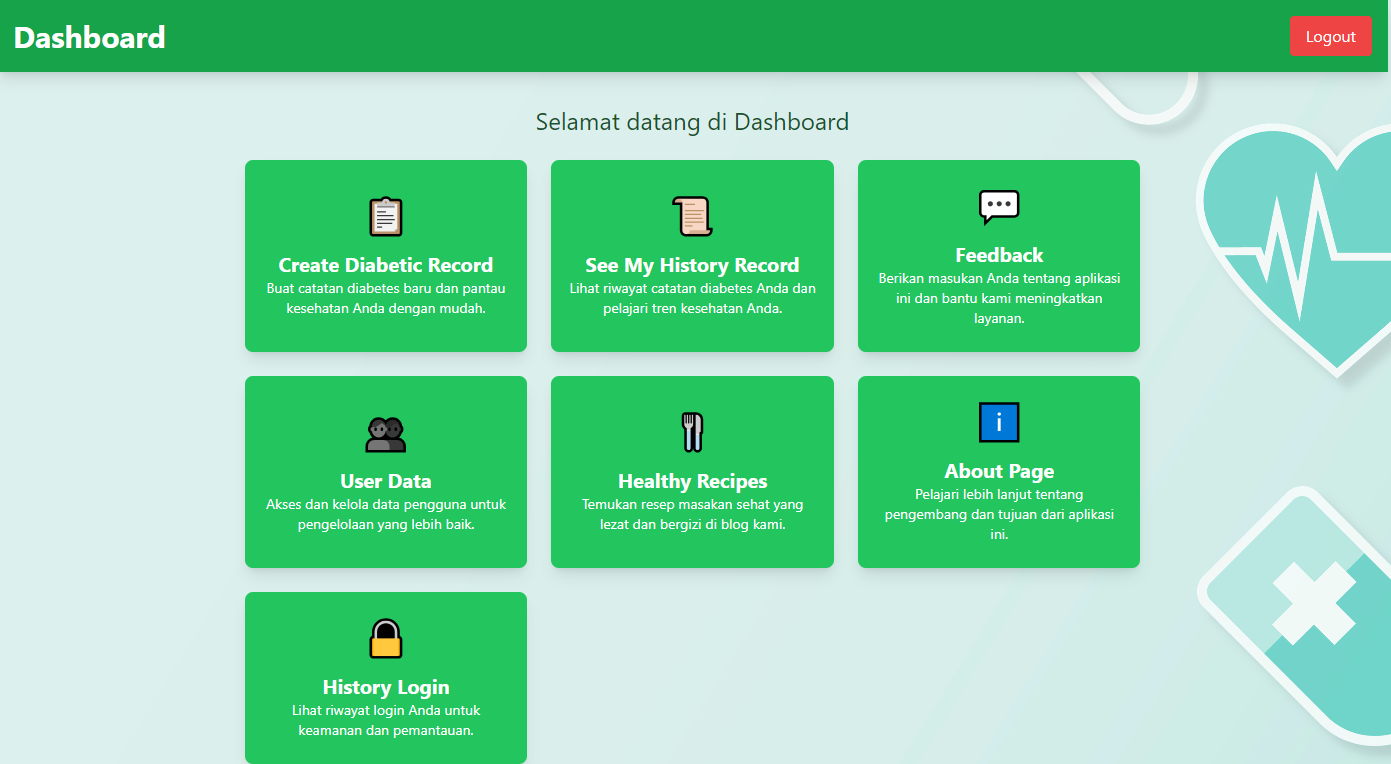 Dashboard
Logout
Selamat datang di Dashboard
Create Diabetic Record
Buat catatan diabetes baru dan pantau
kesehatan Anda dengan mudah.
See My History Record
Lihat riwayat catatan diabetes Anda dan
pelajari tren kesehatan Anda.
Feedback
Berikan masukan Anda tentang aplikasi
ini dan bantu kami meningkatkan
layanan.
User Data
Akses dan kelola data pengguna untuk
pengelolaan yang lebih baik.
Healthy Recipes
Temukan resep masakan sehat yang
lezat dan bergizi di blog kami.
i
About Page
Pelajari lebih lanjut tentang
pengembang dan tujuan dari aplikasi
ini.
History Login
Lihat riwayat login Anda untuk
keamanan dan pemantauan.